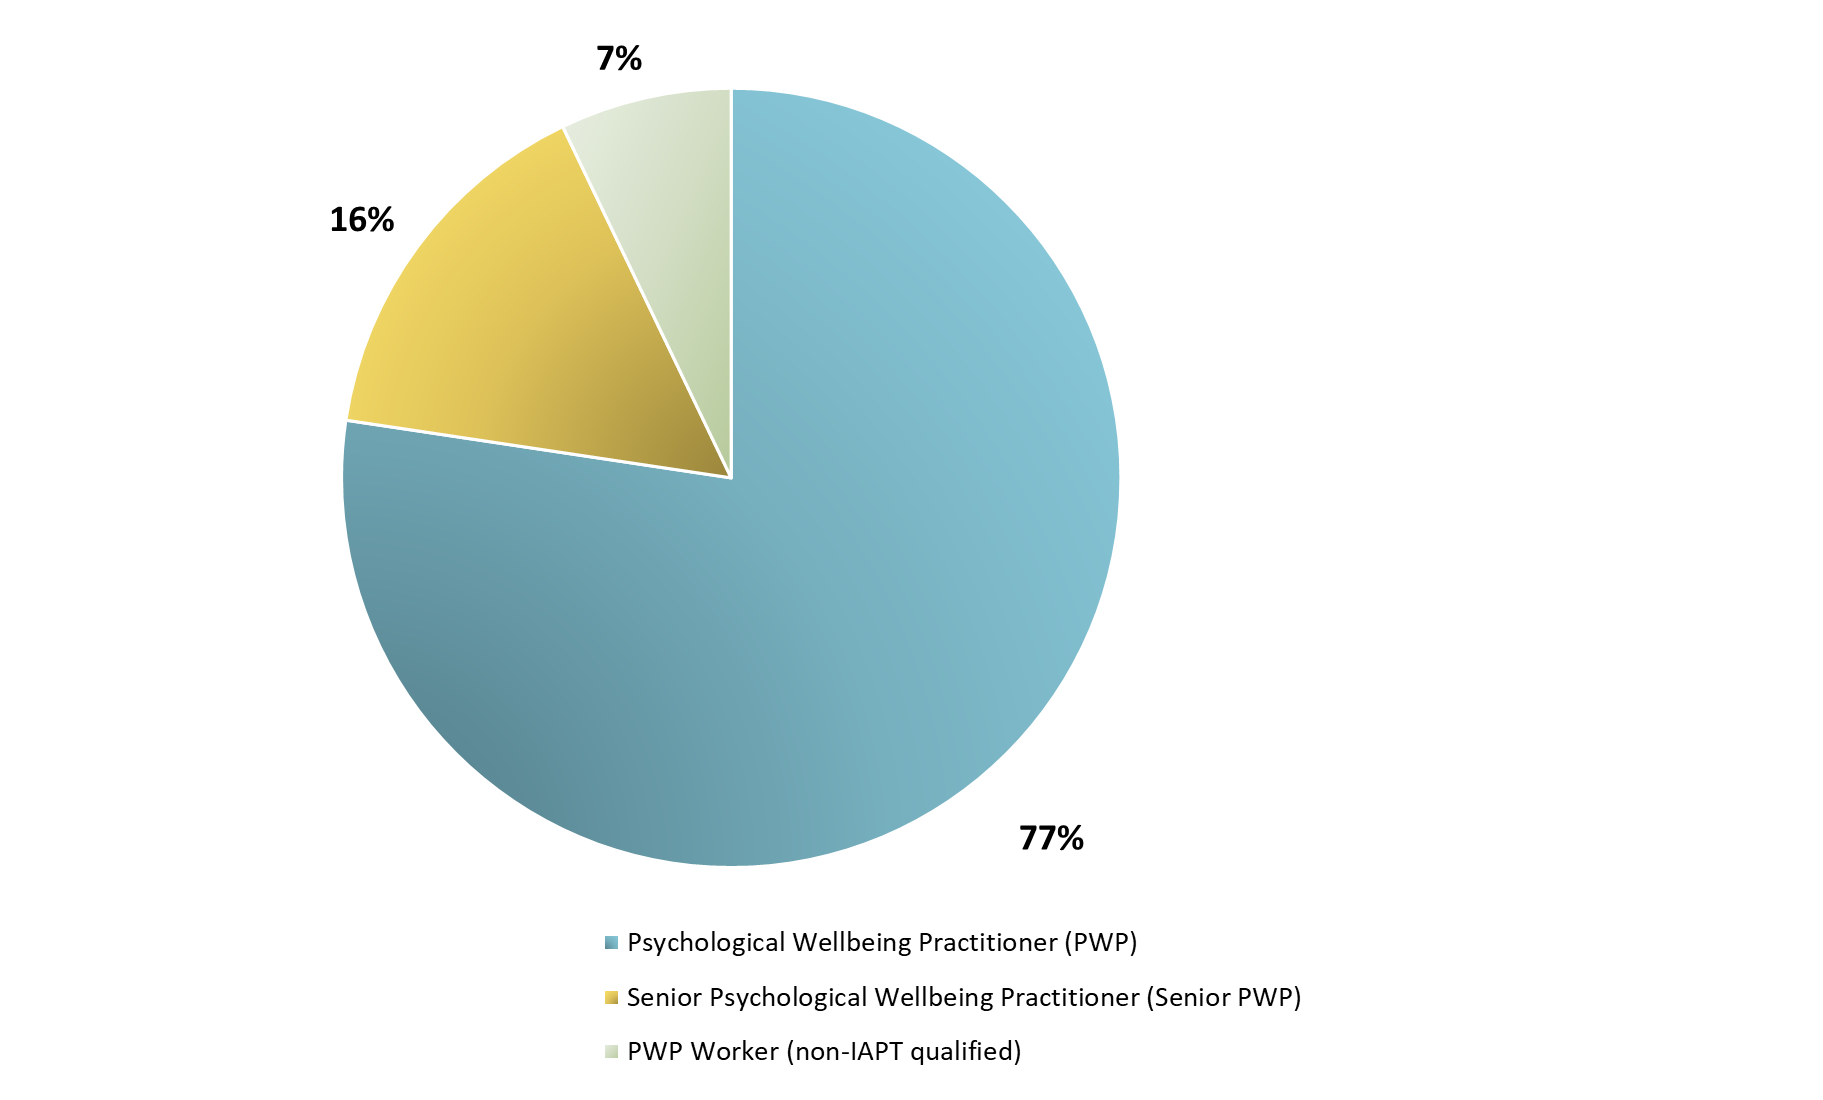 7%
16%
77%
Psychological Wellbeing Practitioner (PWP)
Senior Psychological Wellbeing Practitioner (Senior PWP)
PWP Worker (non-IAPT qualified)